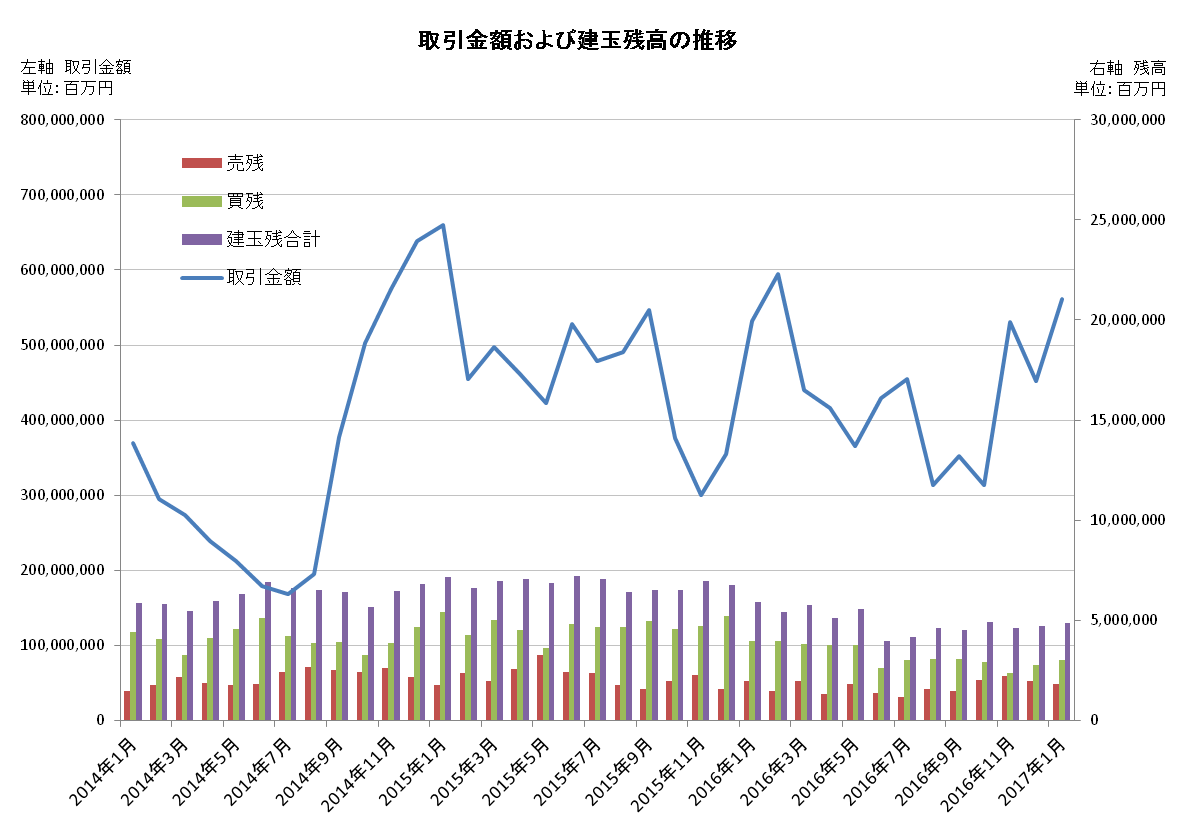 取引金額および建玉残高の推移
左軸 取引金額
単位: 百万円
右軸 残高
単位: 百万円
800,000,000
700,000,000
600,000,000
500,000,000
400,000,000
300,000,000
200,000,000
100,000,000
0
売残
買残
建玉残合計
取引金額
30,000,000
25,000,000
20,000,000
15,000,000
10,000,000
5,000,000
0
2014年1月
2014年3月
2014年5月
2014年7月
2014年9月
2014年11月
2015年1月
2015年3月
2015年5月
2015年7月
2015年9月
2015年11月
2016年1月
2016年3月
2016年5月
2016年7月
2016年9月
2016年11月
2017年1月